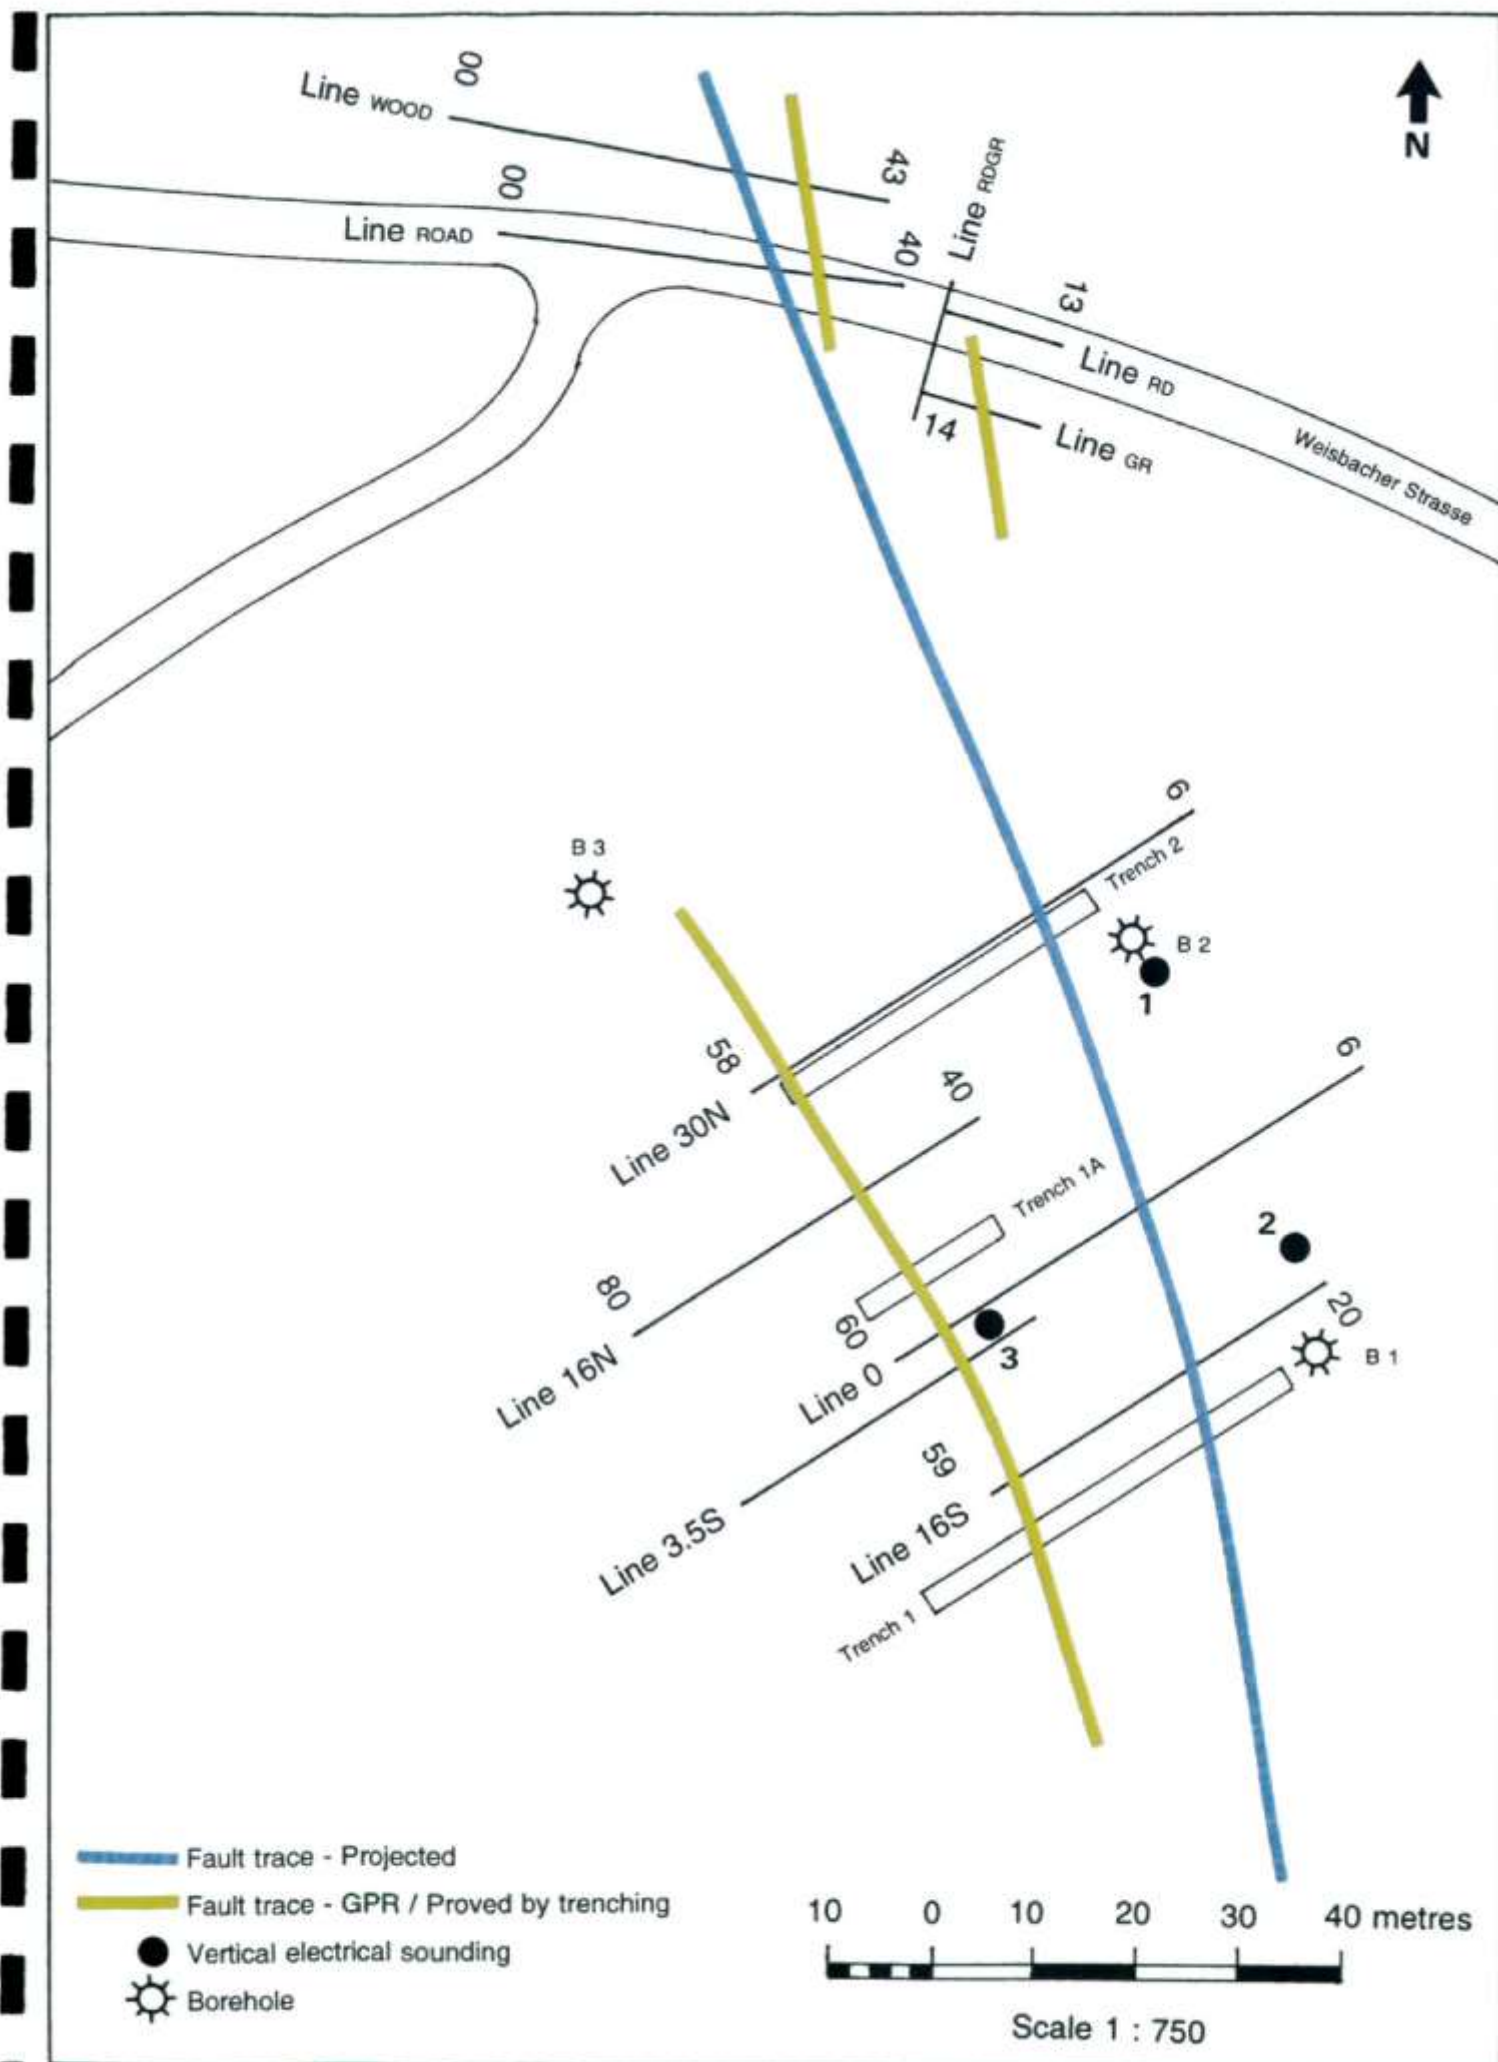 00
Line WOOD
43
00
Line ROAD
40
Line RDGR
N
13
Line RD
14
Line GR
Weisbacher Strasse
6
Trench 2
B 3
B 2
1
58
Line 30N
40
6
Trench 1A
80
Line 16N
60
Line 0
3
2
20
B 1
59
Line 3.5S
Line 16S
Trench 1
Fault trace - Projected
Fault trace - GPR / Proved by trenching
Vertical electrical sounding
Borehole
10 0 10 20 30 40 metres
Scale 1 : 750